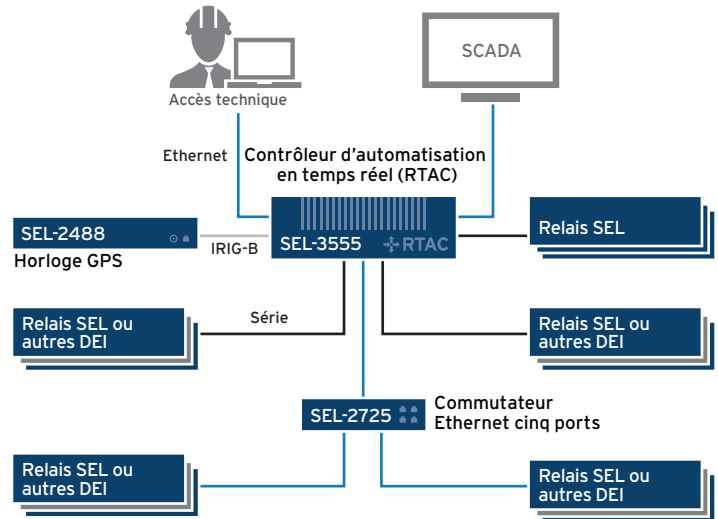 SCADA
Accès technique
Ethernet
Contrôleur d'automatisation
en temps réel (RTAC)
SEL-2488
Horloge GPS
IRIG-B
SEL-3555
RTAC
Relais SEL
Relais SEL ou
autres DEI
Série
Relais SEL ou
autres DEI
SEL-2725
Commutateur
Ethernet cinq ports
Relais SEL ou
autres DEI
Relais SEL ou
autres DEI